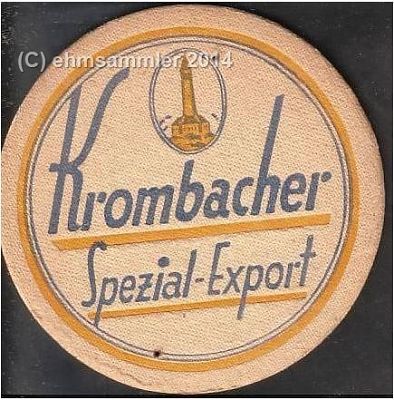 (C) ehmsammler 2014
Krombacher
Spezial-Export